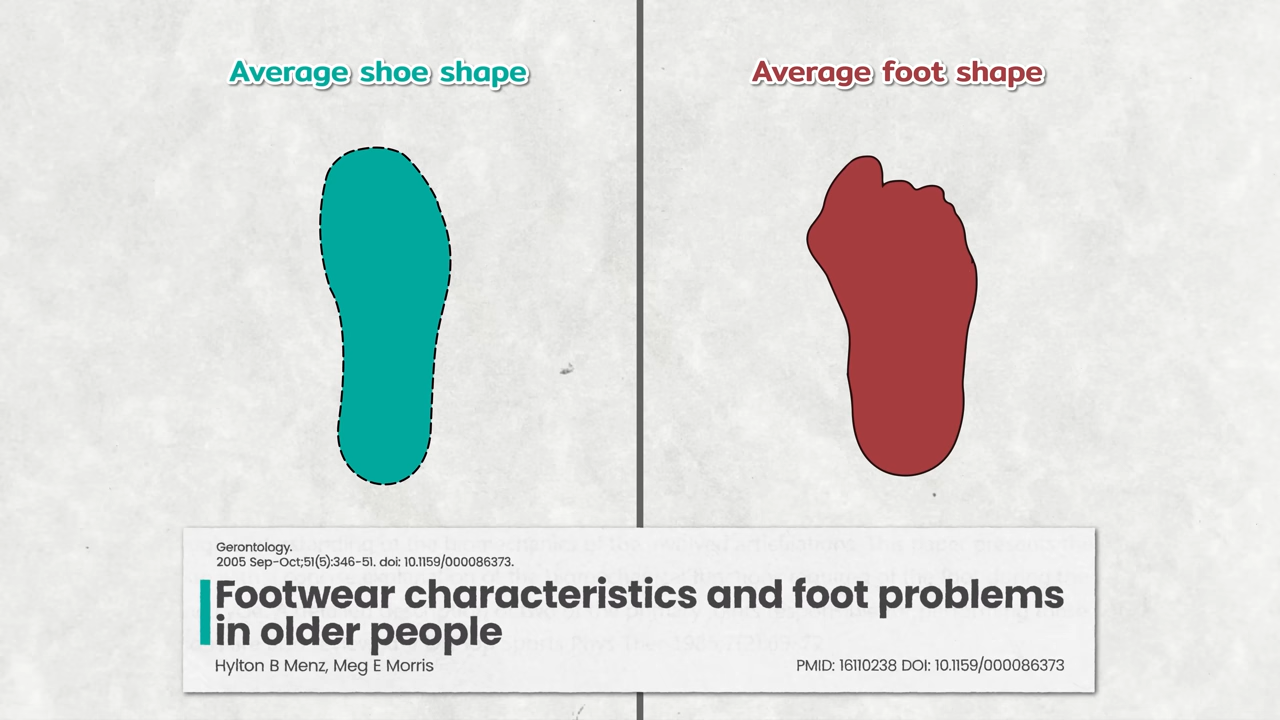 Average shoe shape
Average foot shape
Gerontology.
2005 Sep-Oct;51(5):346-51. doi: 10.1159/000086373.
Footwear characteristics and foot problems
in older people
Hylton B Menz, Meg E Morris
PMID: 16110238 DOI: 10.1159/000086373